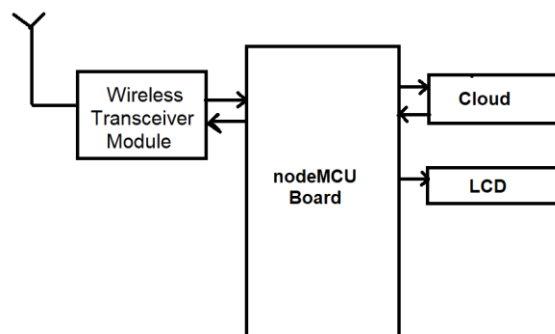 Wireless
Transceiver
Module
nodeMCU
Board
Cloud
LCD